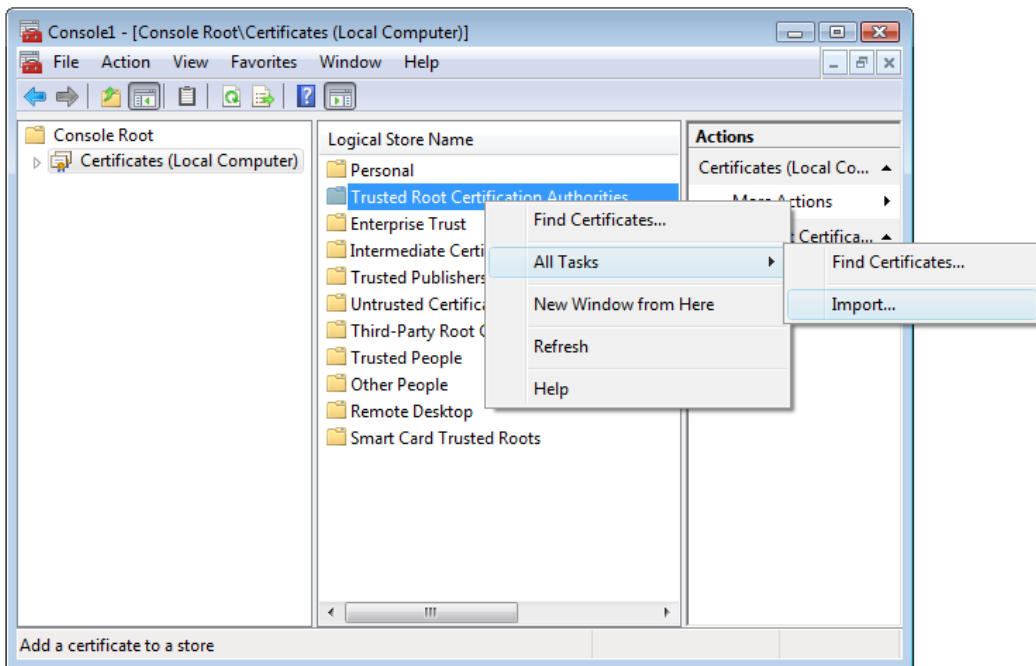 Console1 - [Console Root\Certificates (Local Computer)]
File Action View Favorites Window Help
Console Root
Certificates (Local Computer)
Logical Store Name
Personal
Trusted Root Certification Authorities
Enterprise Trust
Intermediate Certi
Trusted Publishers
Untrusted Certifica
Third-Party Root
Trusted People
Other People
Remote Desktop
Smart Card Trusted Roots
Actions
Certificates (Local Co...
More Actions
Certifica...
Find Certificates...
All Tasks
New Window from Here
Refresh
Help
Find Certificates...
Import...
Add a certificate to a store